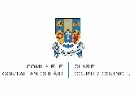 COMHAIRLE CLARE
CONTAE AN CHLÁIR COUNTY COUNCIL